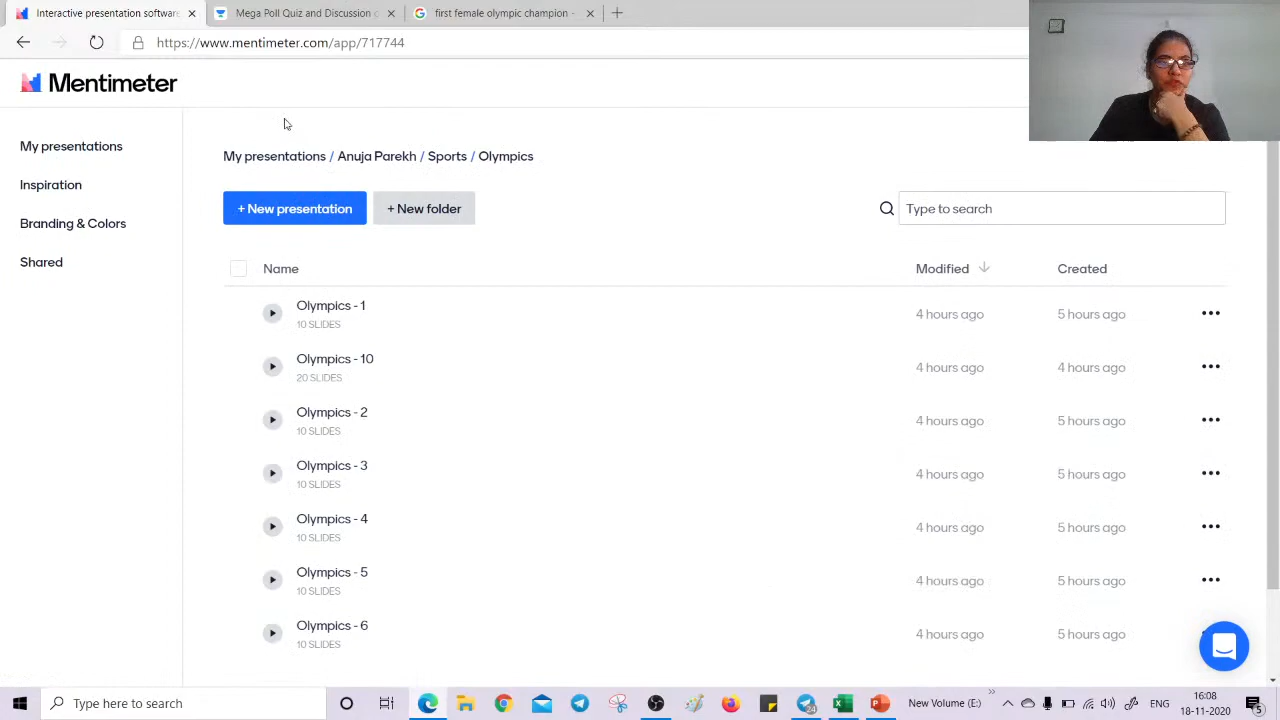 Interactive presentation software
Mega Poll Quiz and Discussion c
first female olympic champion -
https://www.mentimeter.com/app/717744
Mentimeter
My presentations
Inspiration
Branding & Colors
Shared
My presentations / Anuja Parekh / Sports / Olympics
+ New presentation
+ New folder
Type to search
Name
Modified
Created
Olympics - 1
10 SLIDES
4 hours ago
5 hours ago
Olympics - 10
20 SLIDES
4 hours ago
4 hours ago
Olympics - 2
10 SLIDES
4 hours ago
5 hours ago
Olympics - 3
10 SLIDES
4 hours ago
5 hours ago
Olympics - 4
10 SLIDES
4 hours ago
5 hours ago
Olympics - 5
10 SLIDES
4 hours ago
5 hours ago
Olympics - 6
10 SLIDES
4 hours ago
5 hours ago
Type here to search
24
New Volume (E:)
ENG
16:08
18-11-2020
5